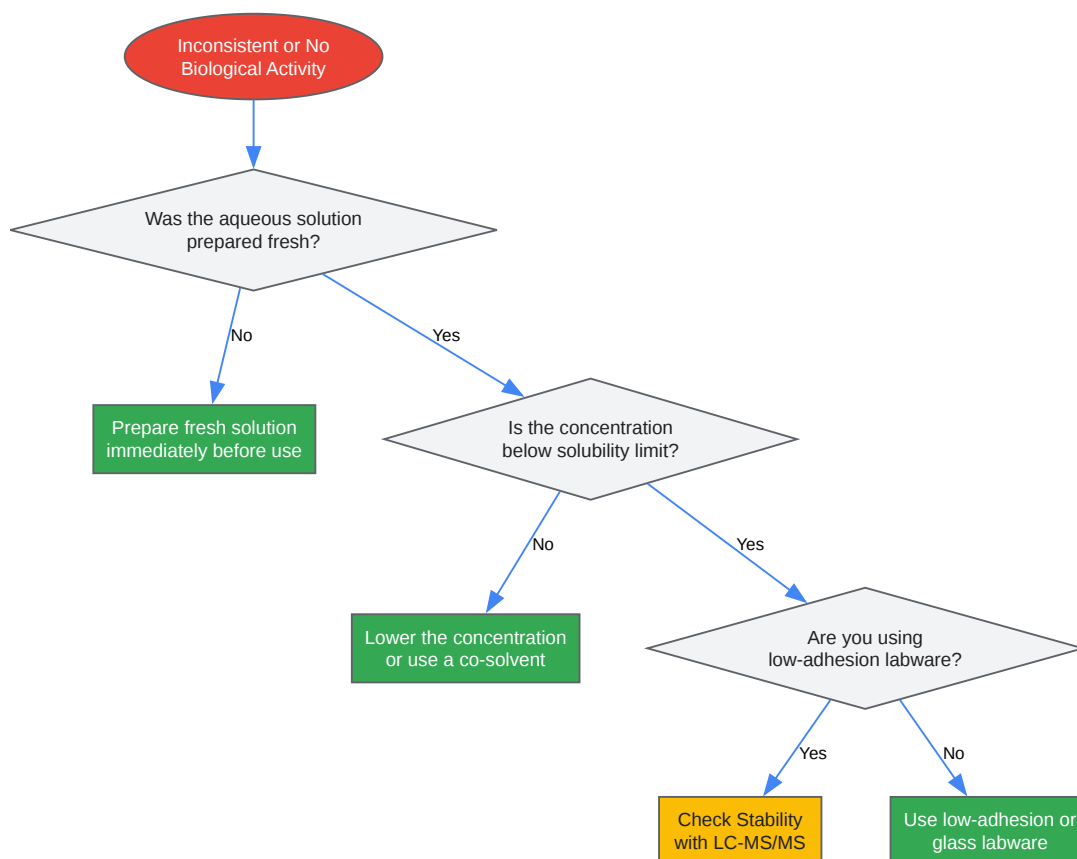 Inconsistent or No
Biological Activity
Was the aqueous solution
prepared fresh?
No
Yes
Prepare fresh solution
immediately before use
Is the concentration
below solubility limit?
No
Yes
Lower the concentration
or use a co-solvent
Are you using
low-adhesion labware?
Yes
No
Check Stability
with LC-MS/MS
Use low-adhesion or
glass labware